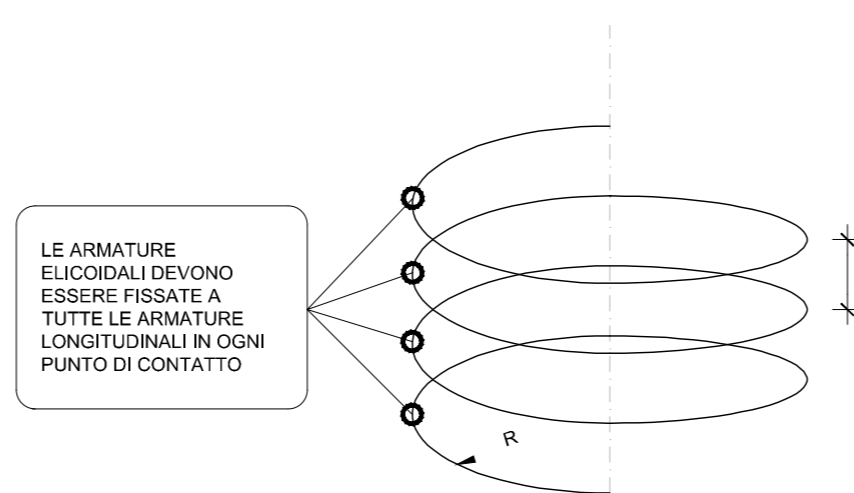 LE ARMATURE
ELICOIDALI DEVONO
ESSERE FISSATE A
TUTTE LE ARMATURE
LONGITUDINALI IN OGNI
PUNTO DI CONTATTO
R